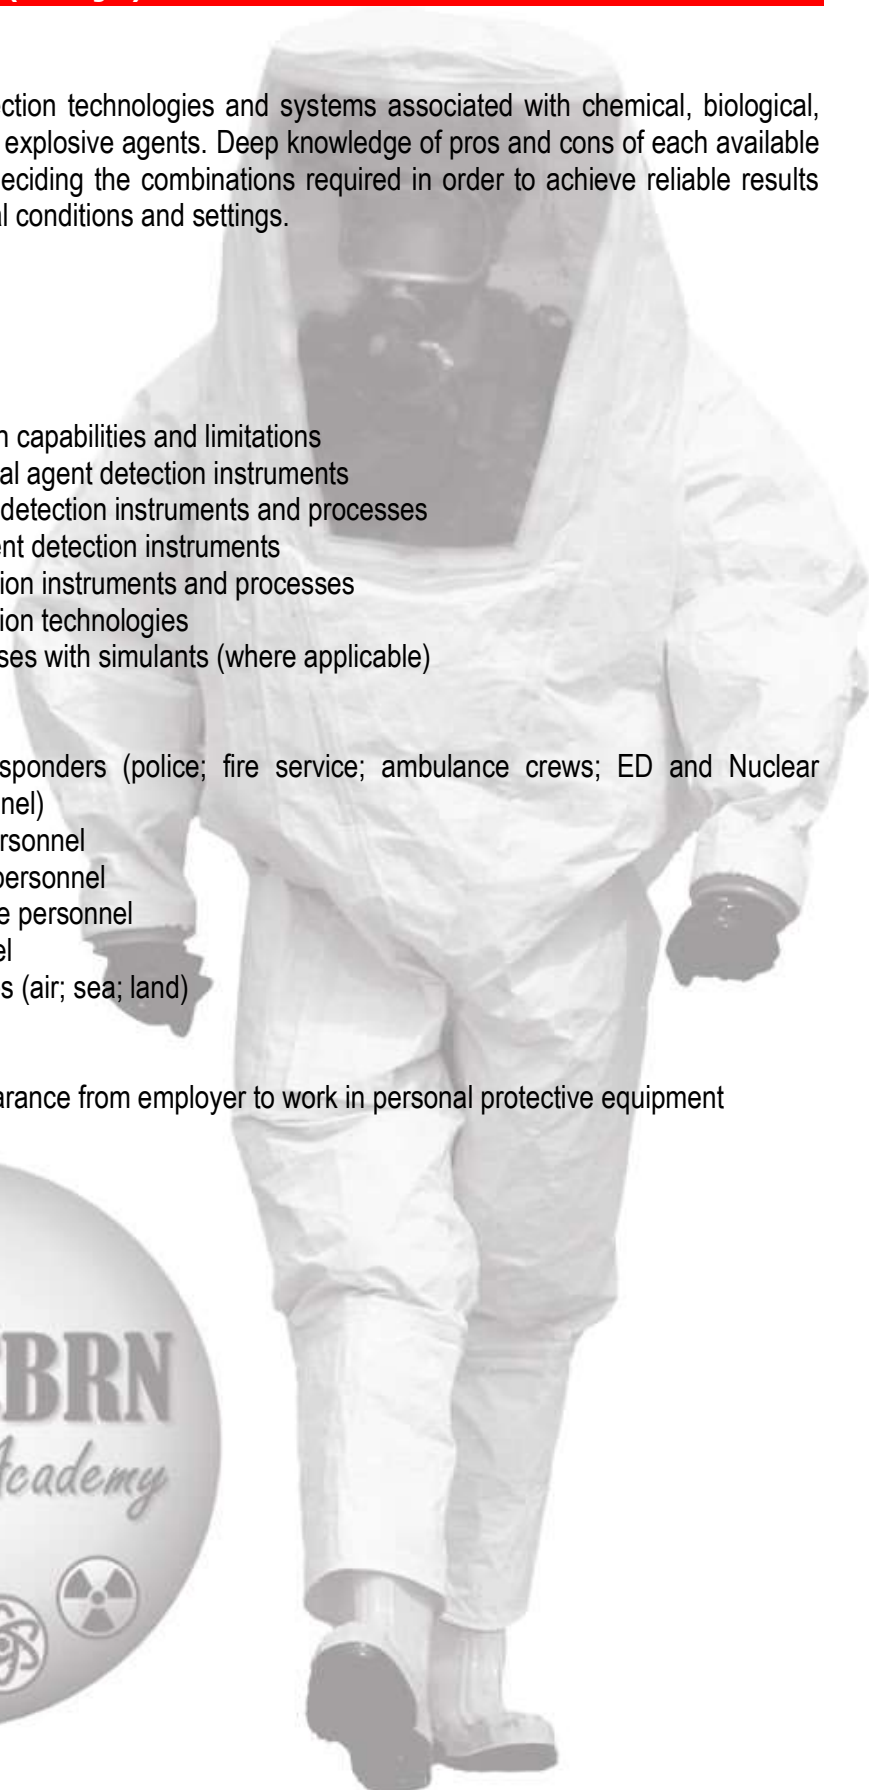 ction technologies and systems associated with chemical, biological,
explosive agents. Deep knowledge of pros and cons of each available
eciding the combinations required in order to achieve reliable results
al conditions and settings.
n capabilities and limitations
al agent detection instruments
detection instruments and processes
ent detection instruments
ion instruments and processes
ion technologies
ses with simulants (where applicable)
sponders (police; fire service; ambulance crews; ED and Nuclear
nel)
rsonnel
personnel
e personnel
el
s (air; sea; land)
arance from employer to work in personal protective equipment
BRN
Academy